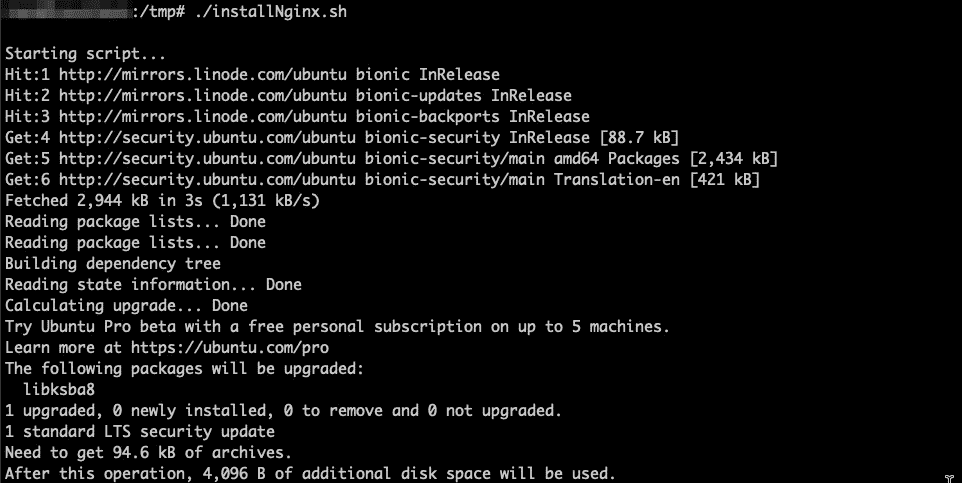 :/tmp# ./installNginx.sh
Starting script...
Hit:1 http://mirrors.linode.com/ubuntu bionic InRelease
Hit:2 http://mirrors.linode.com/ubuntu bionic-updates InRelease
Hit:3 http://mirrors.linode.com/ubuntu bionic-backports InRelease
Get:4 http://security.ubuntu.com/ubuntu bionic-security InRelease [88.7 kB]
Get:5 http://security.ubuntu.com/ubuntu bionic-security/main amd64 Packages [2,434 kB]
Get:6 http://security.ubuntu.com/ubuntu bionic-security/main Translation-en [421 kB]
Fetched 2,944 kB in 3s (1,131 kB/s)
Reading package lists... Done
Reading package lists... Done
Building dependency tree
Reading state information... Done
Calculating upgrade... Done
Try Ubuntu Pro beta with a free personal subscription on up to 5 machines.
Learn more at https://ubuntu.com/pro
The following packages will be upgraded:
  libksba8
1 upgraded, 0 newly installed, 0 to remove and 0 not upgraded.
1 standard LTS security update
Need to get 94.6 kB of archives.
After this operation, 4,096 B of additional disk space will be used.